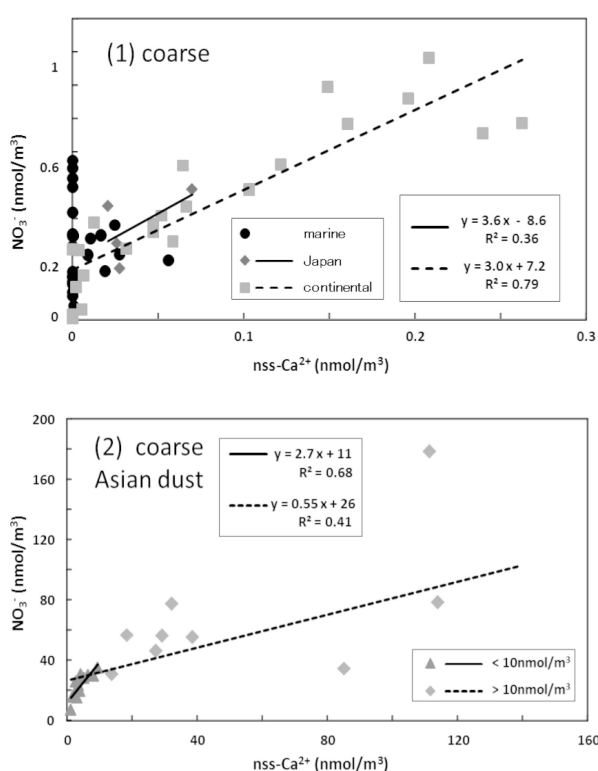 (1) coarse
1
0.6
0.2
0
NO₃⁻ (nmol/m³)
marine
Japan
continental
y = 3.6 x - 8.6
R² = 0.36
y = 3.0 x + 7.2
R² = 0.79
0 0.1 0.2 0.3
nss-Ca²⁺ (nmol/m³)
(2) coarse
Asian dust
200
160
120
80
40
0
NO₃⁻ (nmol/m³)
y = 2.7 x + 11
R² = 0.68
y = 0.55 x + 26
R² = 0.41
< 10nmol/m³
> 10nmol/m³
0 40 80 120 160
nss-Ca²⁺ (nmol/m³)